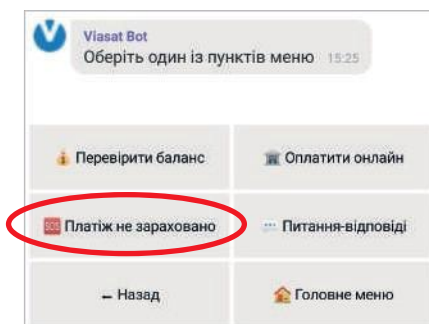 Viasat Bot
Оберіть один із пунктів меню 15:25
Перевірити баланс
Оплатити онлайн
SOS Платіж не зараховано
Питання-відповіді
← Назад
Головне меню